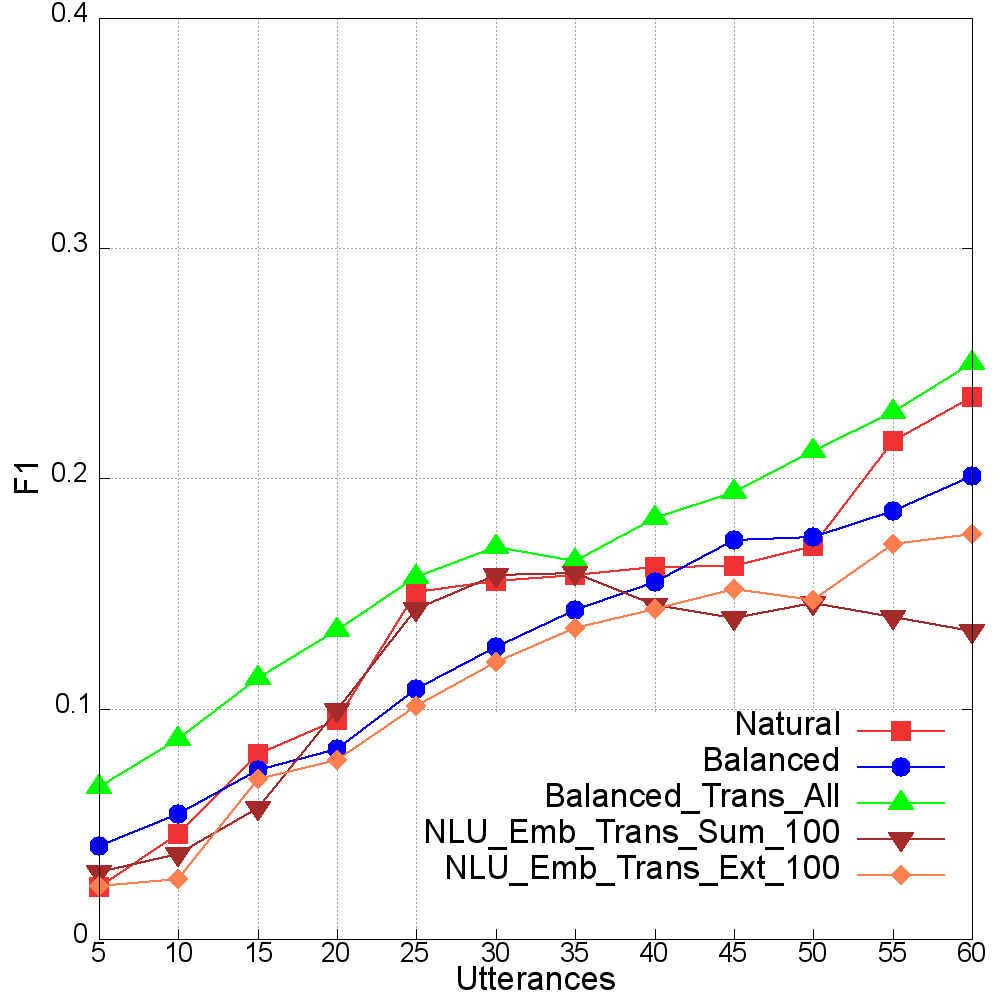 0.4
0.3
0.2
0.1
0
F1
Natural
Balanced
Balanced_Trans_All
NLU_Emb_Trans_Sum_100
NLU_Emb_Trans_Ext_100
5 10 15 20 25 30 35 40 45 50 55 60
Utterances